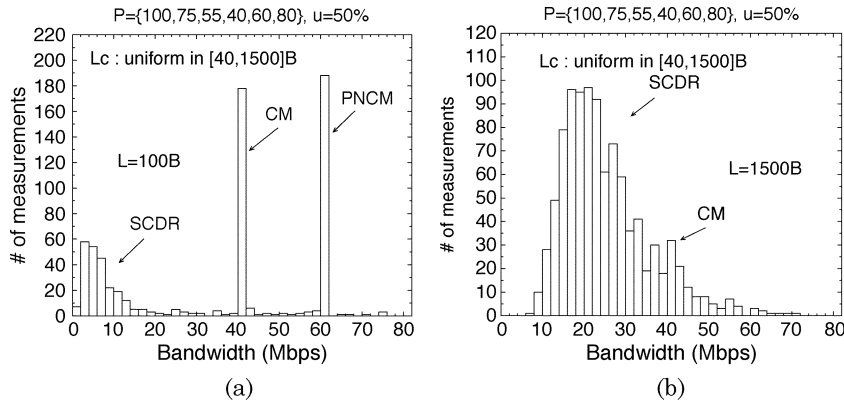 P={100,75,55,40,60,80}, u=50%
Lc : uniform in [40,1500]B
PNCM
CM
L=100B
SCDR
# of measurements
220
200
180
160
140
120
100
80
60
40
20
0
0 10 20 30 40 50 60 70 80
Bandwidth (Mbps)
(a)
P={100,75,55,40,60,80}, u=50%
Lc : uniform in [40,1500]B
SCDR
L=1500B
CM
# of measurements
120
110
100
90
80
70
60
50
40
30
20
10
0
0 10 20 30 40 50 60 70 80
Bandwidth (Mbps)
(b)